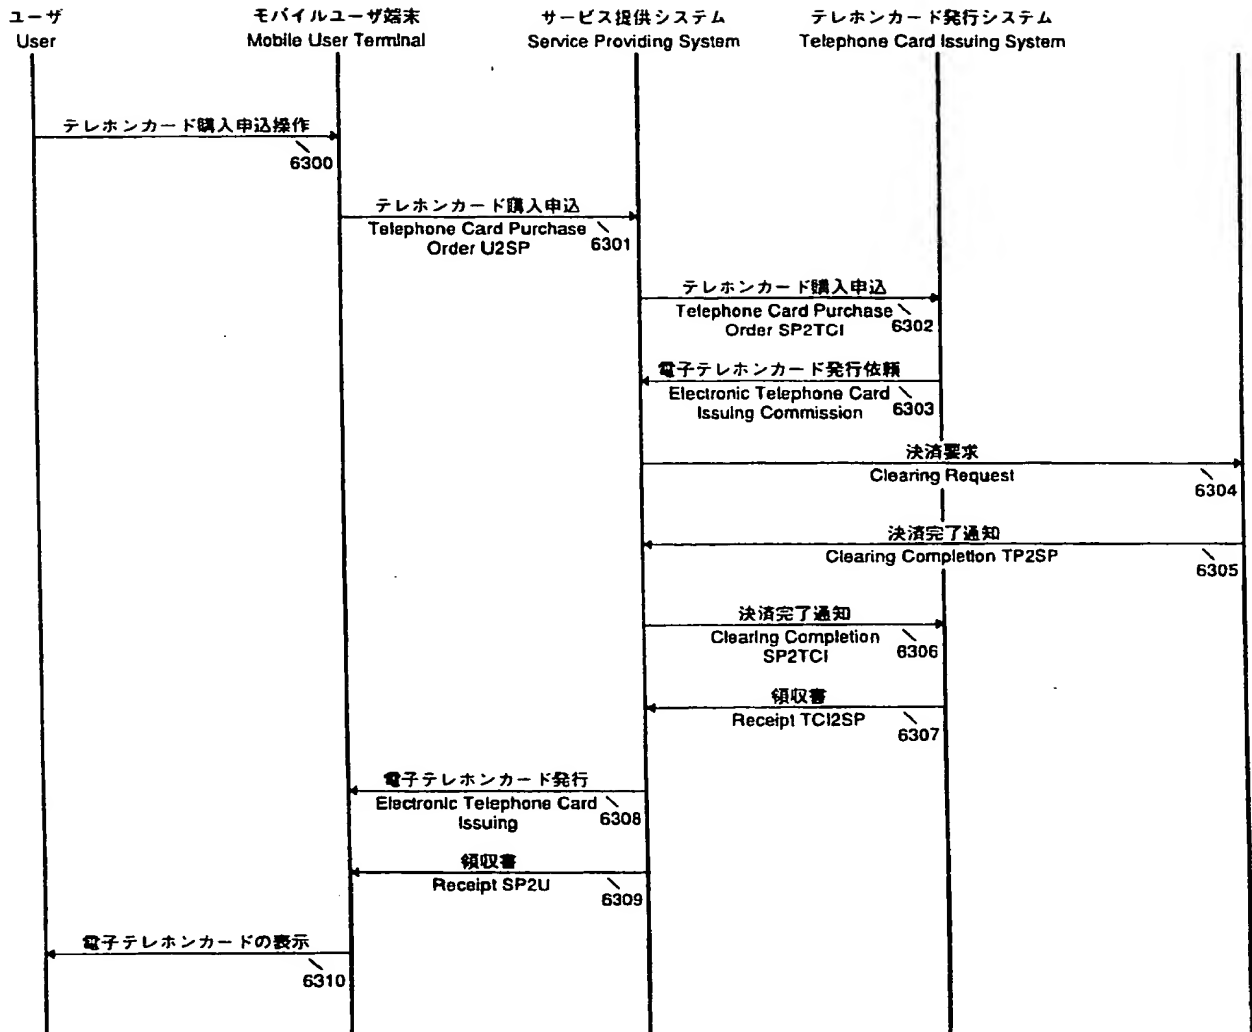 ユーザ
User
モバイルユーザ端末
Mobile User Terminal
サービス提供システム
Service Providing System
テレホンカード発行システム
Telephone Card Issuing System
テレホンカード購入申込操作
6300
テレホンカード購入申込
Telephone Card Purchase
Order U2SP
6301
テレホンカード購入申込
Telephone Card Purchase
Order SP2TCI
6302
電子テレホンカード発行依頼
Electronic Telephone Card
Issuing Commission
6303
決済要求
Clearing Request
6304
決済完了通知
Clearing Completion TP2SP
6305
決済完了通知
Clearing Completion
SP2TCI
6306
領収書
Receipt TCI2SP
6307
電子テレホンカード発行
Electronic Telephone Card
Issuing
6308
領収書
Receipt SP2U
6309
電子テレホンカードの表示
6310